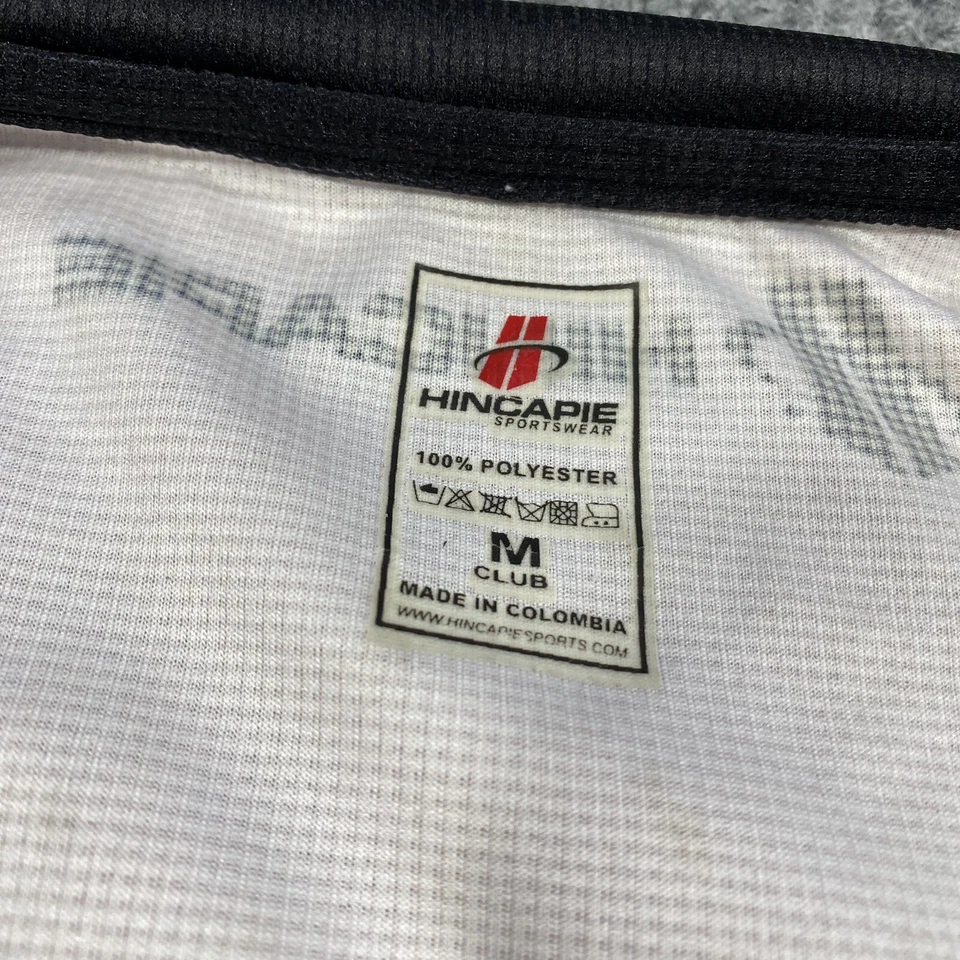 HINCAPIE
SPORTSWEAR
100% POLYESTER
M
CLUB
MADE IN COLOMBIA
WWW.HINCAPIESPORTS.COM